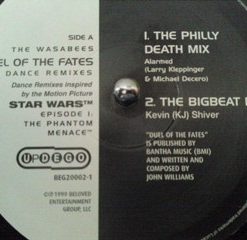 SIDE A
THE WASABEES
EL OF THE FATES
DANCE REMIXES
Dance Remixes inspired
by the Motion Picture
STAR WARS™
EPISODE I:
THE PHANTOM
MENACE™
UPDEGO
BEG20002-1
℗©1999 BELOVED
ENTERTAINMENT
GROUP, LLC
1. THE PHILLY
DEATH MIX
Alarmed
(Larry Kleppinger
& Michael Decero)
2. THE BIGBEAT
Kevin (KJ) Shiver
"DUEL OF THE FATES"
IS PUBLISHED BY
BANTHA MUSIC (BMI)
AND WRITTEN AND
COMPOSED BY
JOHN WILLIAMS